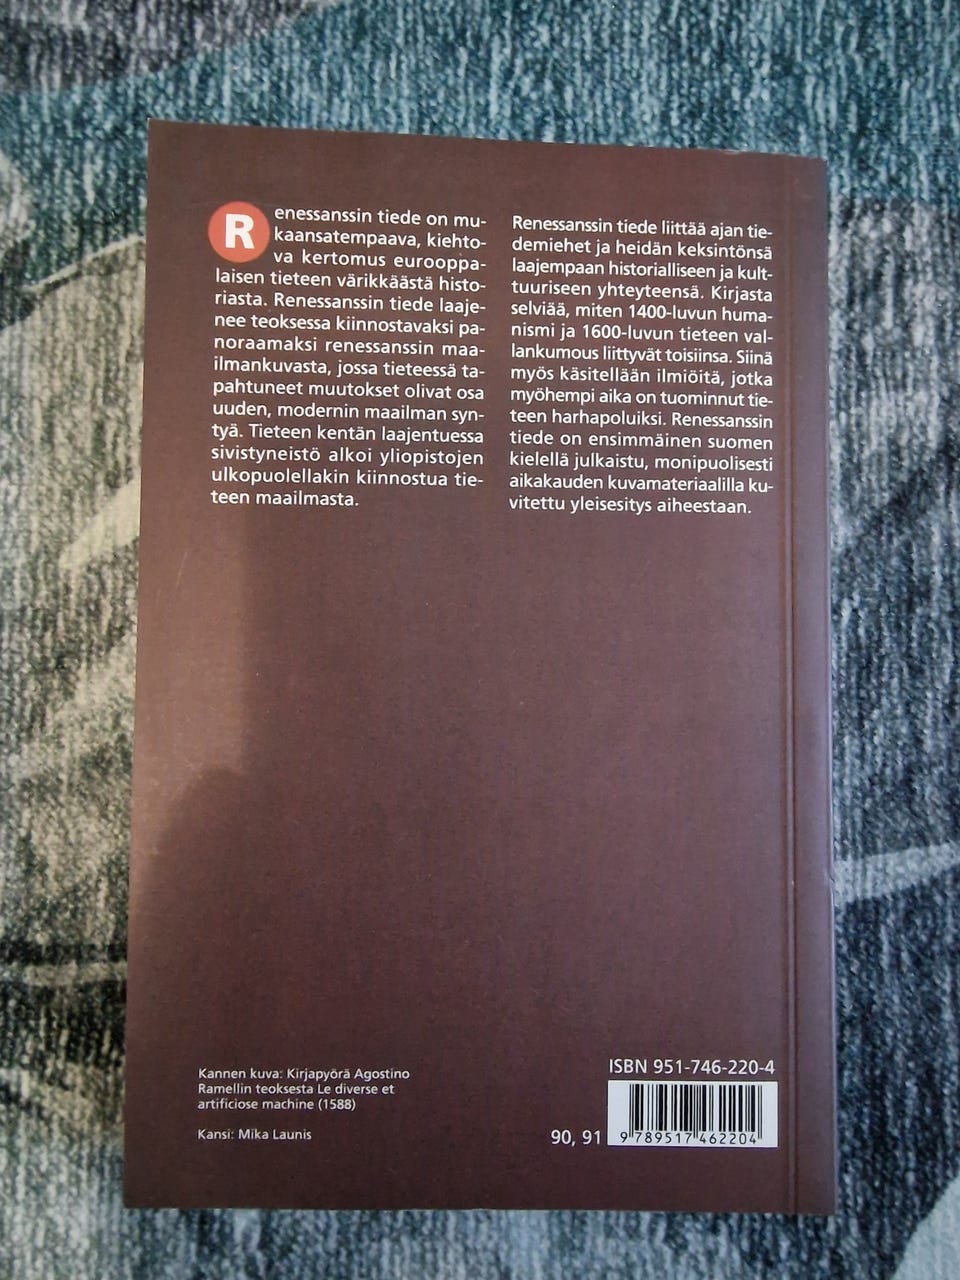 Renessanssin tiede on mu-
kaansatempaava, kiehto-
va kertomus eurooppa-
laisen tieteen värikkäästä histo-
riasta. Renessanssin tiede laaje-
nee teoksessa kiinnostavaksi pa-
noraamaksi renessanssin maa-
ilmankuvasta, jossa tieteessä ta-
pahtuneet muutokset olivat osa
uuden, modernin maailman syn-
tyä. Tieteen kentän laajentuessa
sivistyneistö alkoi yliopistojen
ulkopuolellakin kiinnostua tie-
teen maailmasta.
Renessanssin tiede liittää ajan tie-
demiehet ja heidän keksintönsä
laajempaan historialliseen ja kult-
tuuriseen yhteyteensä. Kirjasta
selviää, miten 1400-luvun huma-
nismi ja 1600-luvun tieteen val-
lankumous liittyvät toisiinsa. Siinä
myös käsitellään ilmiöitä, jotka
myöhempi aika on tuominnut tie-
teen harhapoluiksi. Renessanssin
tiede on ensimmäinen suomen
kielellä julkaistu, monipuolisesti
aikakauden kuvamateriaalilla ku-
vitettu yleisesitys aiheestaan.
Kannen kuva: Kirjapyörä Agostino
Ramellin teoksesta Le diverse et
artificiose machine (1588)
Kansi: Mika Launis
ISBN 951-746-220-4
90, 91
9 789517 462204